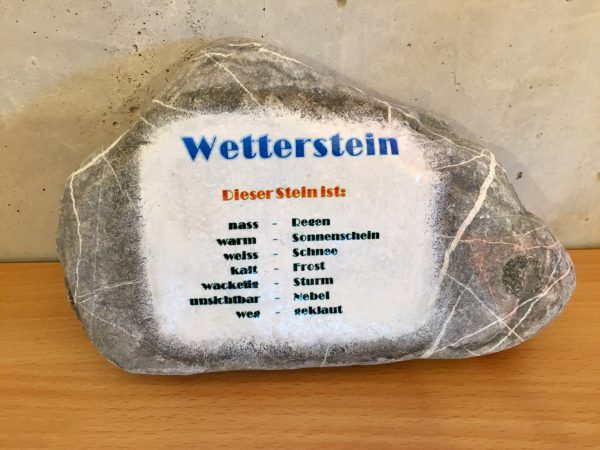 Wetterstein
Dieser Stein ist:
nass - Regen
warm - Sonnenschein
weiss - Schnee
kalt - Frost
wackelig - Sturm
unsichtbar - Nebel
weg - geklaut